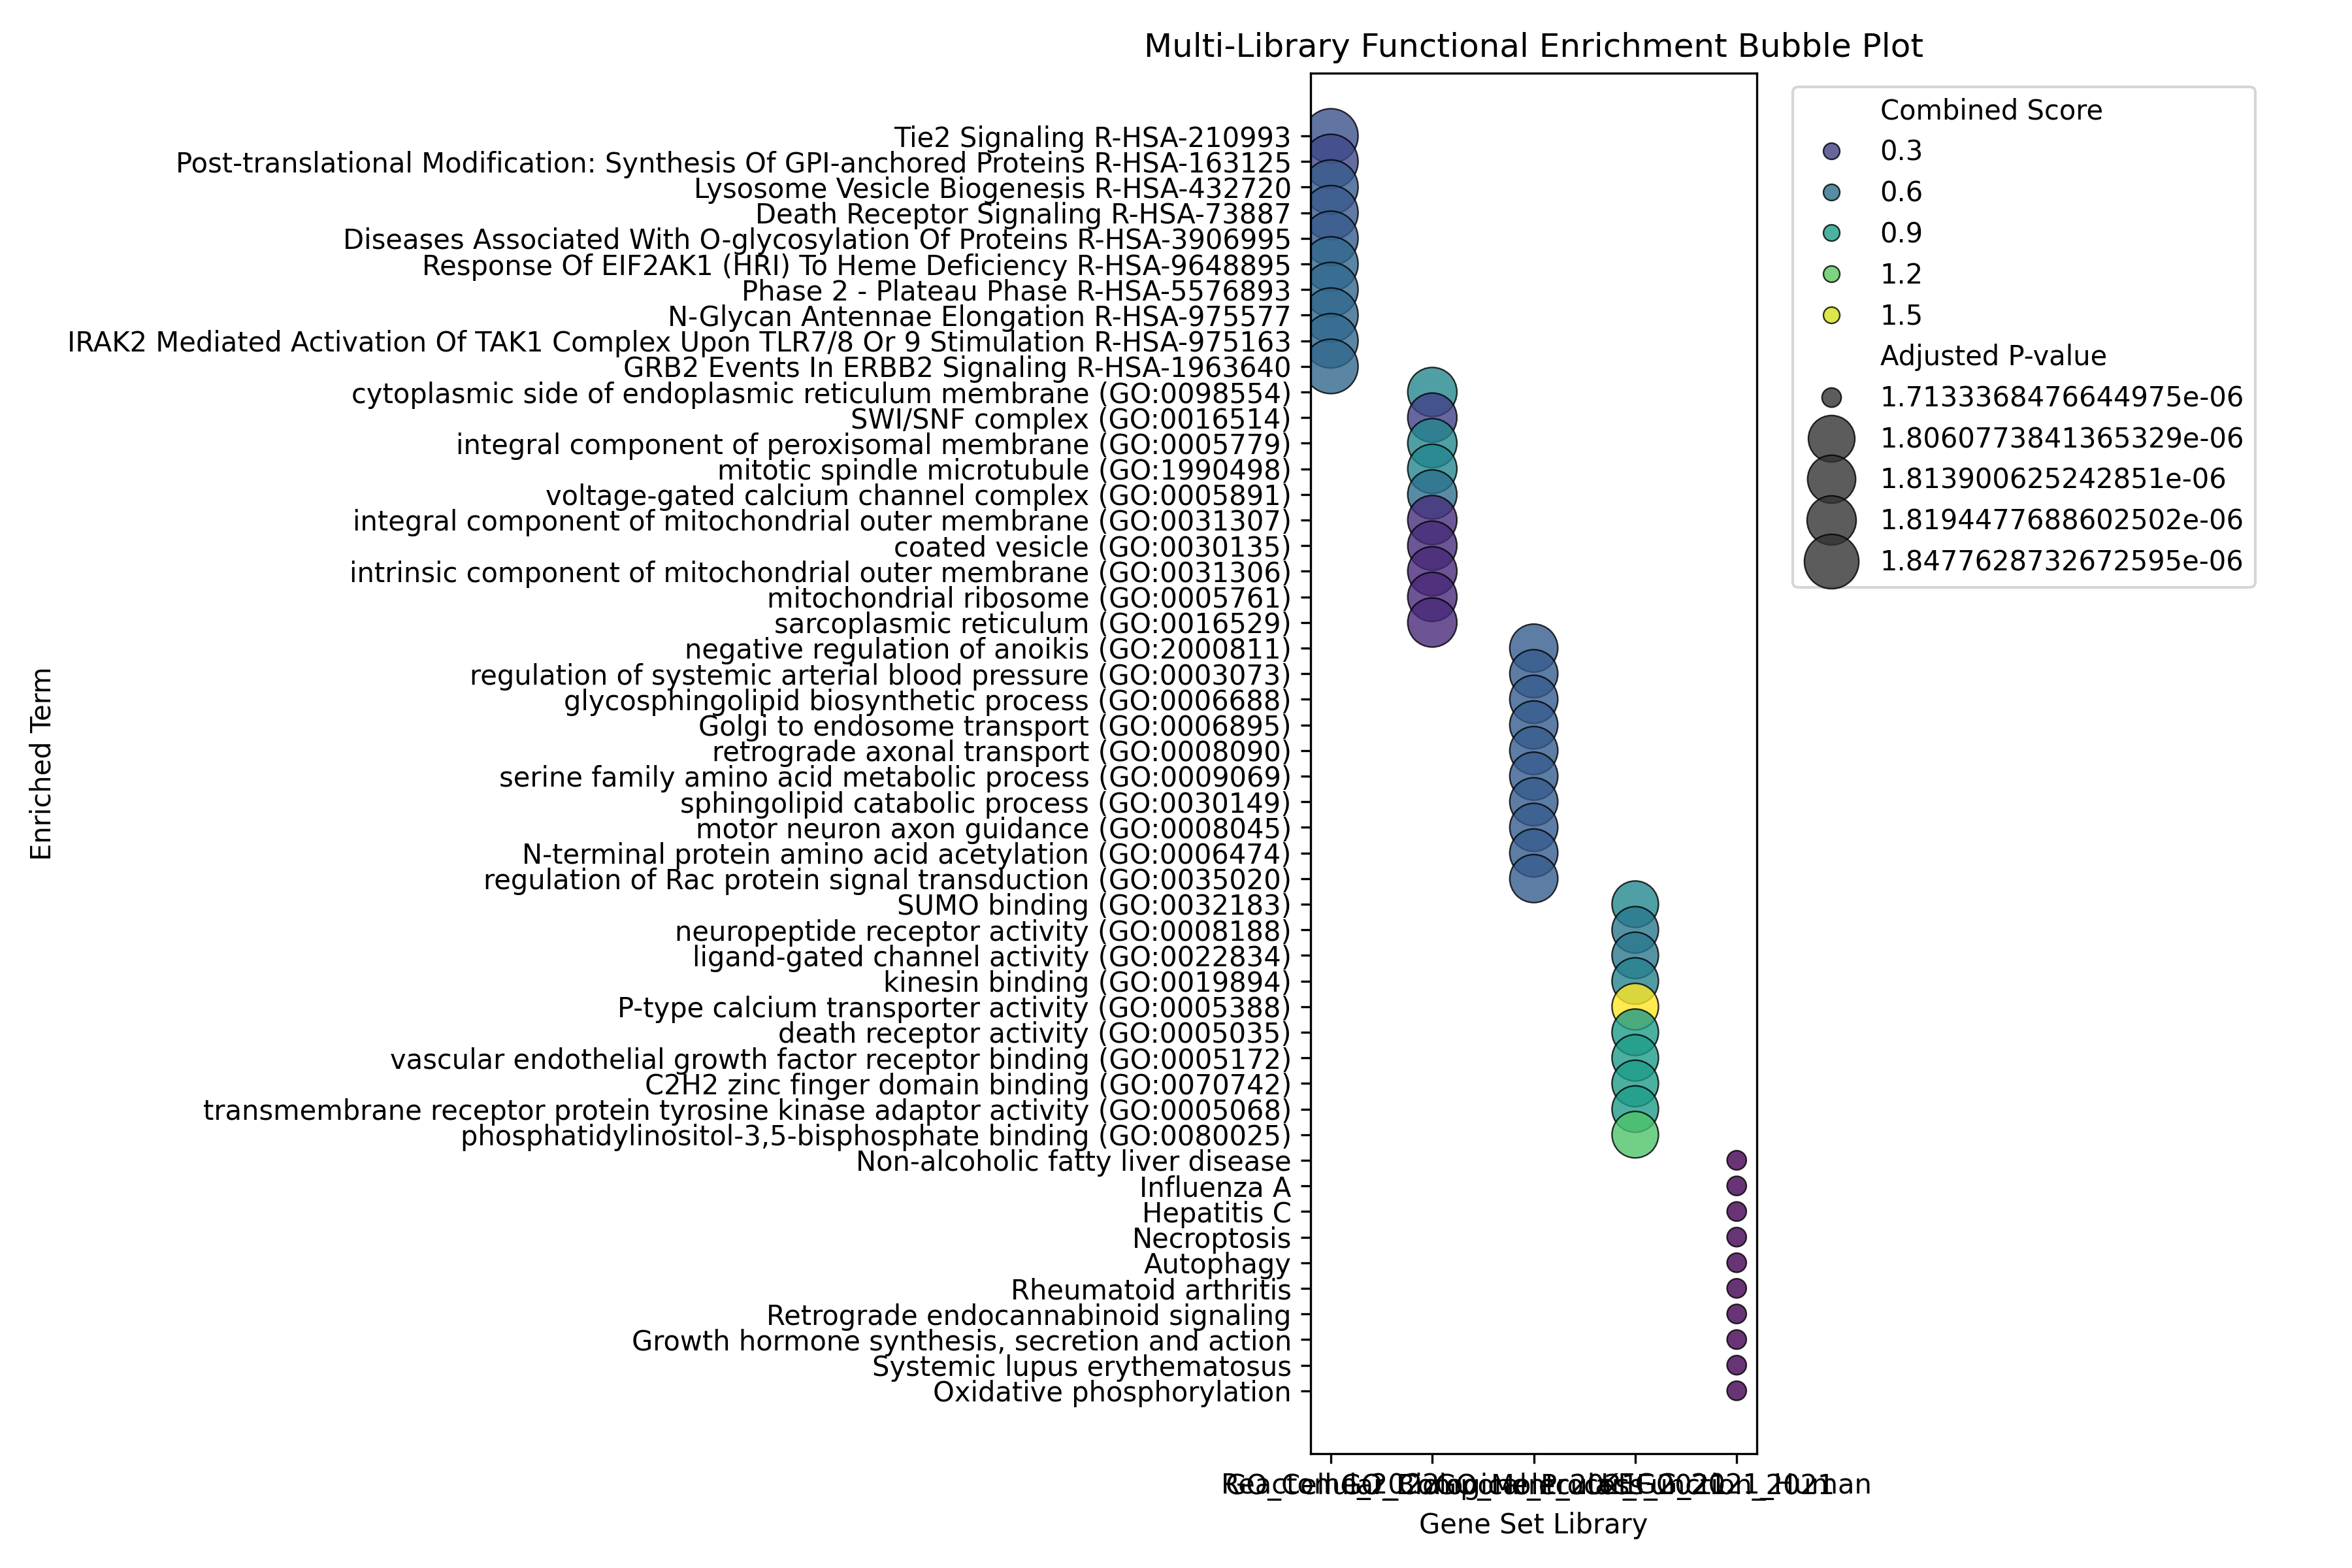 Multi-Library Functional Enrichment Bubble Plot
Tie2 Signaling R-HSA-210993
Post-translational Modification: Synthesis Of GPI-anchored Proteins R-HSA-163125
Lysosome Vesicle Biogenesis R-HSA-432720
Death Receptor Signaling R-HSA-73887
Diseases Associated With O-glycosylation Of Proteins R-HSA-3906995
Response Of EIF2AK1 (HRI) To Heme Deficiency R-HSA-9648895
Phase 2 - Plateau Phase R-HSA-5576893
N-Glycan Antennae Elongation R-HSA-975577
IRAK2 Mediated Activation Of TAK1 Complex Upon TLR7/8 Or 9 Stimulation R-HSA-975163
GRB2 Events In ERBB2 Signaling R-HSA-1963640
cytoplasmic side of endoplasmic reticulum membrane (GO:0098554)
SWI/SNF complex (GO:0016514)
integral component of peroxisomal membrane (GO:0005779)
mitotic spindle microtubule (GO:1990498)
voltage-gated calcium channel complex (GO:0005891)
integral component of mitochondrial outer membrane (GO:0031307)
coated vesicle (GO:0030135)
intrinsic component of mitochondrial outer membrane (GO:0031306)
mitochondrial ribosome (GO:0005761)
sarcoplasmic reticulum (GO:0016529)
negative regulation of anoikis (GO:2000811)
regulation of systemic arterial blood pressure (GO:0003073)
glycosphingolipid biosynthetic process (GO:0006688)
Golgi to endosome transport (GO:0006895)
retrograde axonal transport (GO:0008090)
serine family amino acid metabolic process (GO:0009069)
sphingolipid catabolic process (GO:0030149)
motor neuron axon guidance (GO:0008045)
N-terminal protein amino acid acetylation (GO:0006474)
regulation of Rac protein signal transduction (GO:0035020)
SUMO binding (GO:0032183)
neuropeptide receptor activity (GO:0008188)
ligand-gated channel activity (GO:0022834)
kinesin binding (GO:0019894)
P-type calcium transporter activity (GO:0005388)
death receptor activity (GO:0005035)
vascular endothelial growth factor receptor binding (GO:0005172)
C2H2 zinc finger domain binding (GO:0070742)
transmembrane receptor protein tyrosine kinase adaptor activity (GO:0005068)
phosphatidylinositol-3,5-bisphosphate binding (GO:0080025)
Non-alcoholic fatty liver disease
Influenza A
Hepatitis C
Necroptosis
Autophagy
Rheumatoid arthritis
Retrograde endocannabinoid signaling
Growth hormone synthesis, secretion and action
Systemic lupus erythematosus
Oxidative phosphorylation
Enriched Term
Gene Set Library
Combined Score
0.3
0.6
0.9
1.2
1.5
Adjusted P-value
1.7133368476644975e-06
1.8060773841365329e-06
1.813900625242851e-06
1.8194477688602502e-06
1.8477628732672595e-06